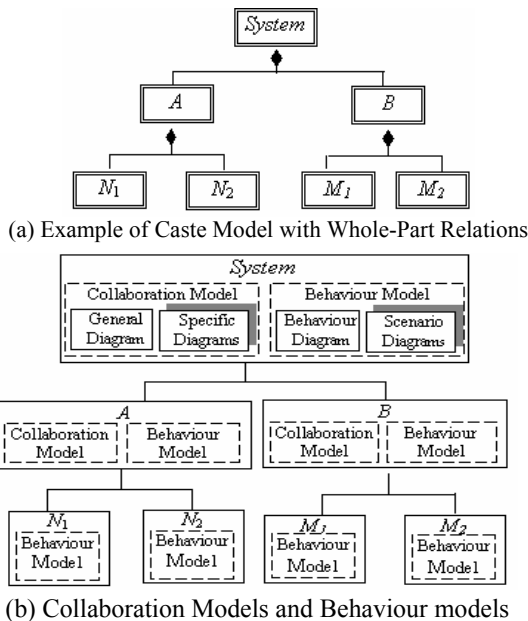 System
A
B
N1
N2
M1
M2
(a) Example of Caste Model with Whole-Part Relations
System
Collaboration Model
Behaviour Model
General
Diagram
Specific
Diagrams
Behaviour
Diagram
Scenario
Diagrams
A
B
Collaboration
Model
Behaviour
Model
Collaboration
Model
Behaviour
Model
N1
N2
M1
M2
Behaviour
Model
Behaviour
Model
Behaviour
Model
Behaviour
Model
(b) Collaboration Models and Behaviour models